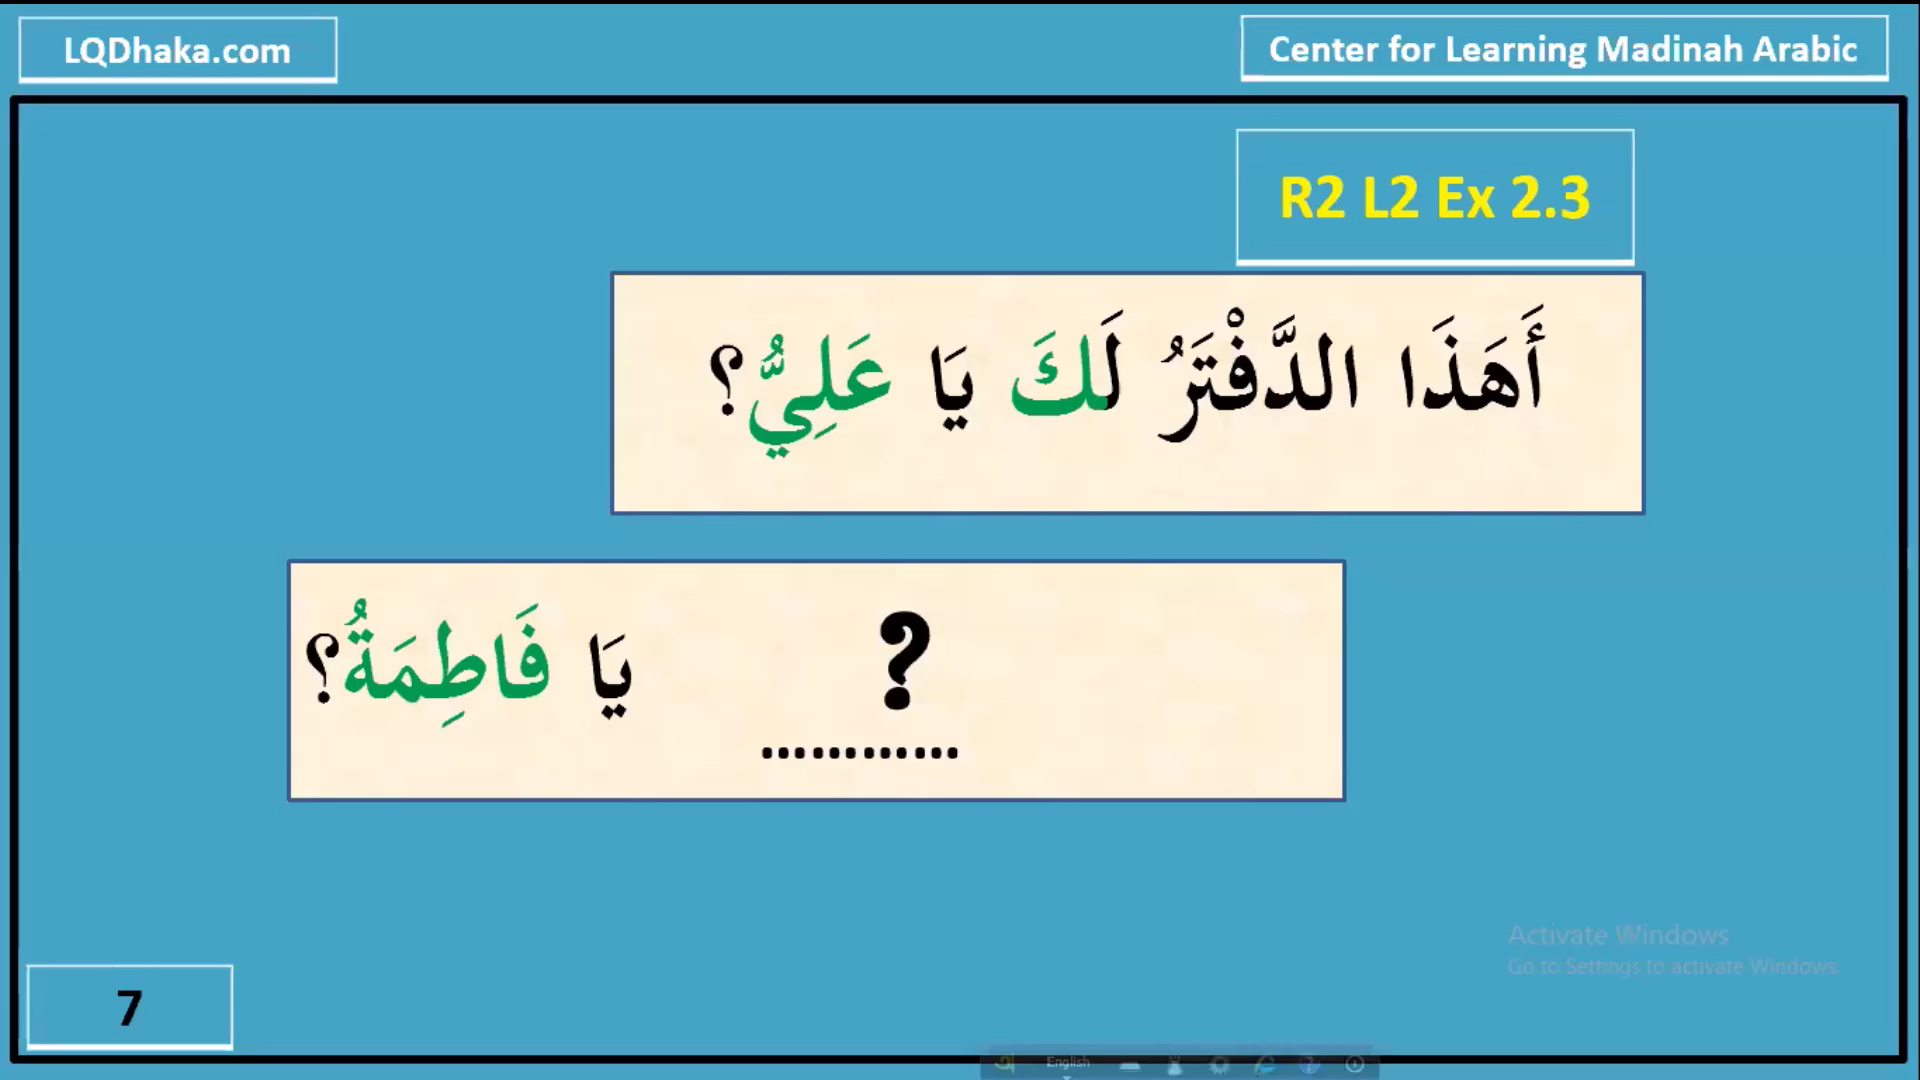 LQDhaka.com
Center for Learning Madinah Arabic
R2 L2 Ex 2.3
أَهَذَا الدَّفْتَرُ لَكَ يَا عَلِيُّ؟
? يَا فَاطِمَةُ؟
............
Activate Windows
Go to Settings to activate Windows.
7
English